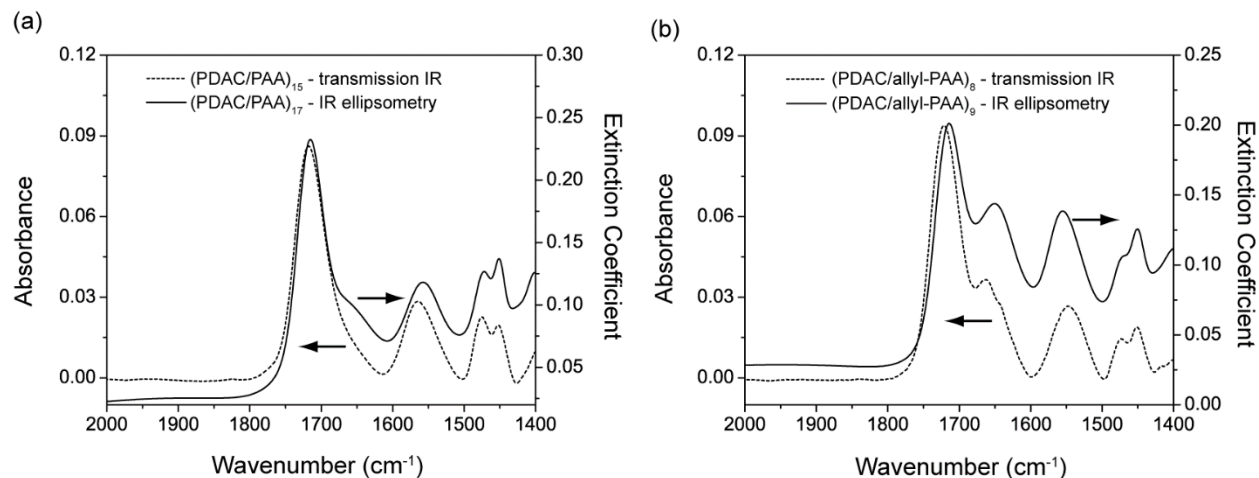 (a)
(PDAC/PAA)15 - transmission IR
(PDAC/PAA)17 - IR ellipsometry
Absorbance
0.12
0.09
0.06
0.03
0.00
Extinction Coefficient
0.30
0.25
0.20
0.15
0.10
0.05
2000 1900 1800 1700 1600 1500 1400
Wavenumber (cm-1)
(b)
(PDAC/allyl-PAA)8 - transmission IR
(PDAC/allyl-PAA)9 - IR ellipsometry
Absorbance
0.12
0.09
0.06
0.03
0.00
Extinction Coefficient
0.25
0.20
0.15
0.10
0.05
0.00
2000 1900 1800 1700 1600 1500 1400
Wavenumber (cm-1)